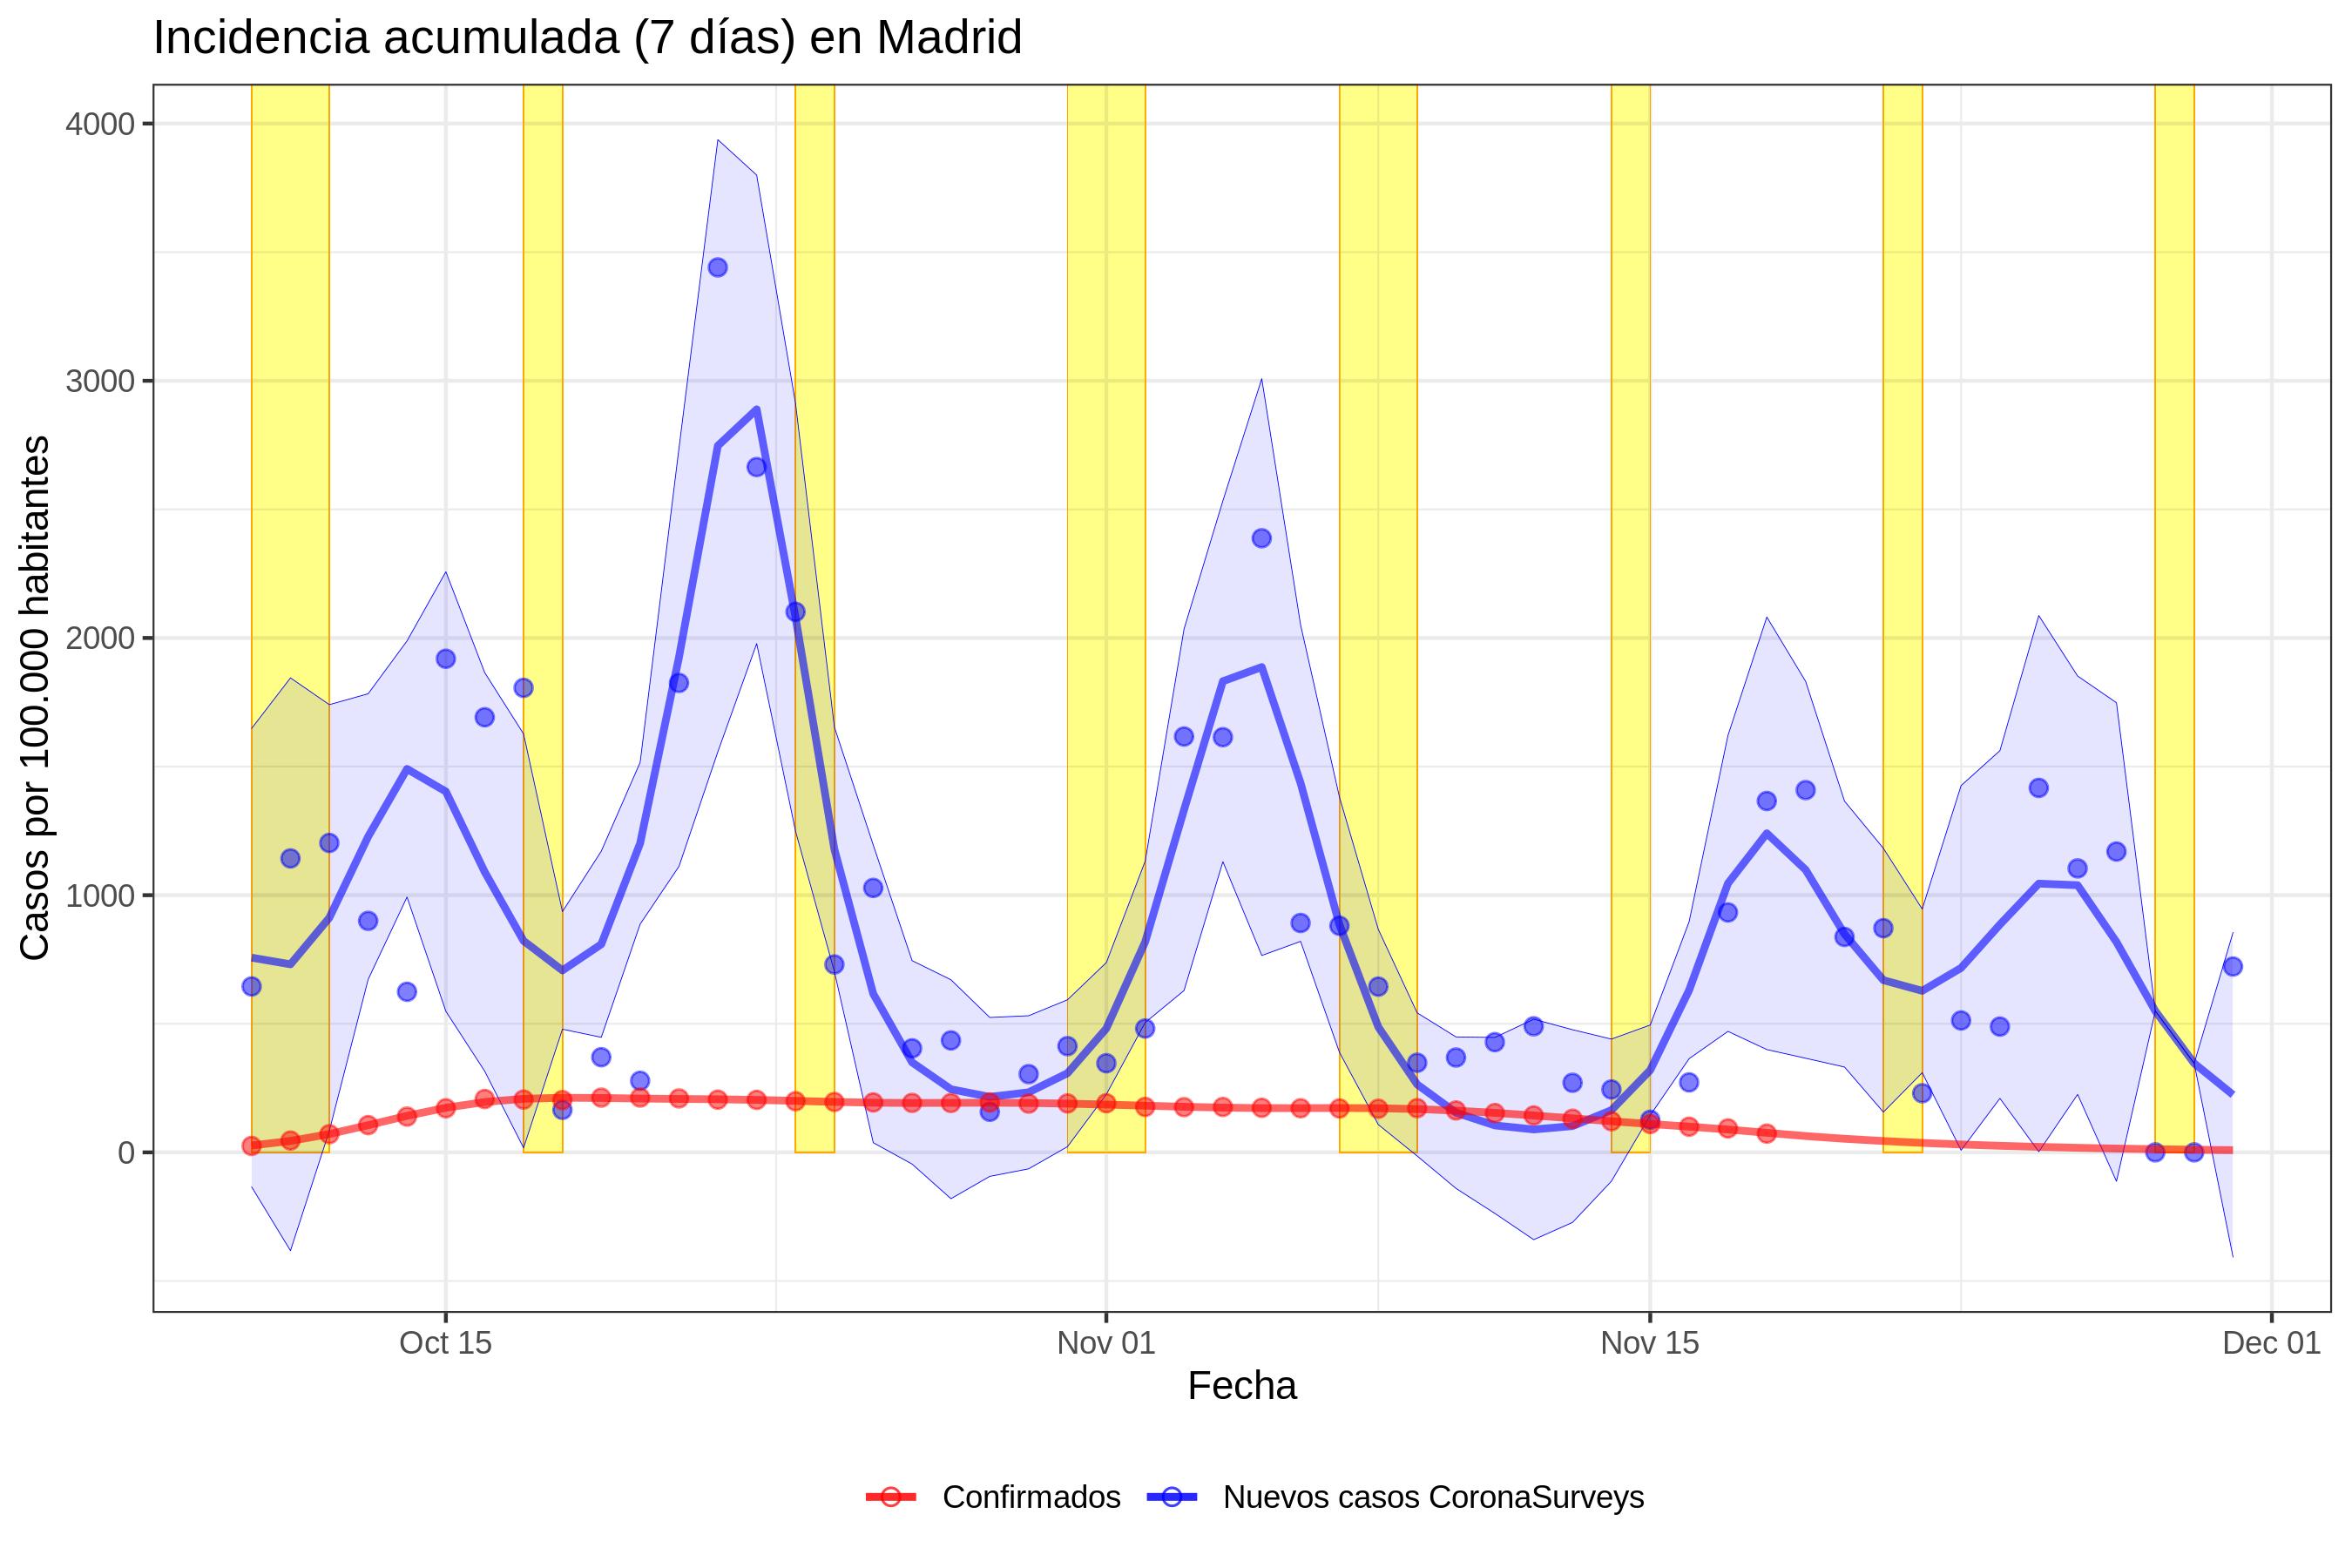 Incidencia acumulada (7 días) en Madrid
Casos por 100.000 habitantes
4000
3000
2000
1000
0
Oct 15
Nov 01
Nov 15
Dec 01
Fecha
Confirmados
Nuevos casos CoronaSurveys